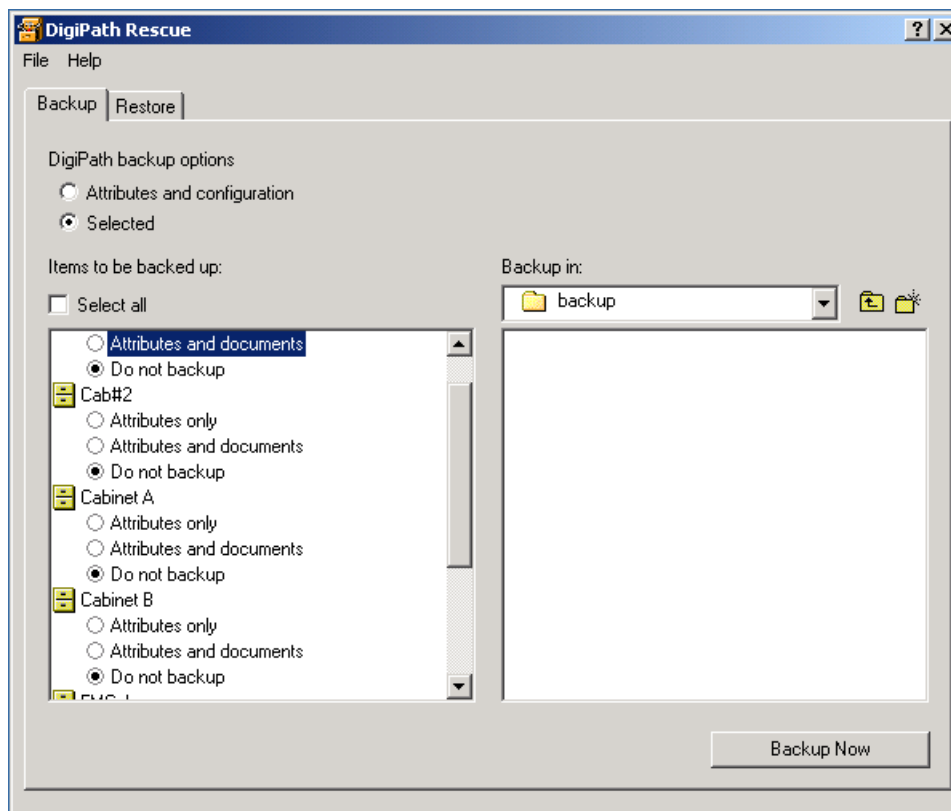 DigiPath Rescue
File Help
Backup Restore
DigiPath backup options
Attributes and configuration
Selected
Items to be backed up:
Backup in:
Select all
backup
Attributes and documents
Do not backup
Cab#2
Attributes only
Attributes and documents
Do not backup
Cabinet A
Attributes only
Attributes and documents
Do not backup
Cabinet B
Attributes only
Attributes and documents
Do not backup
Backup Now